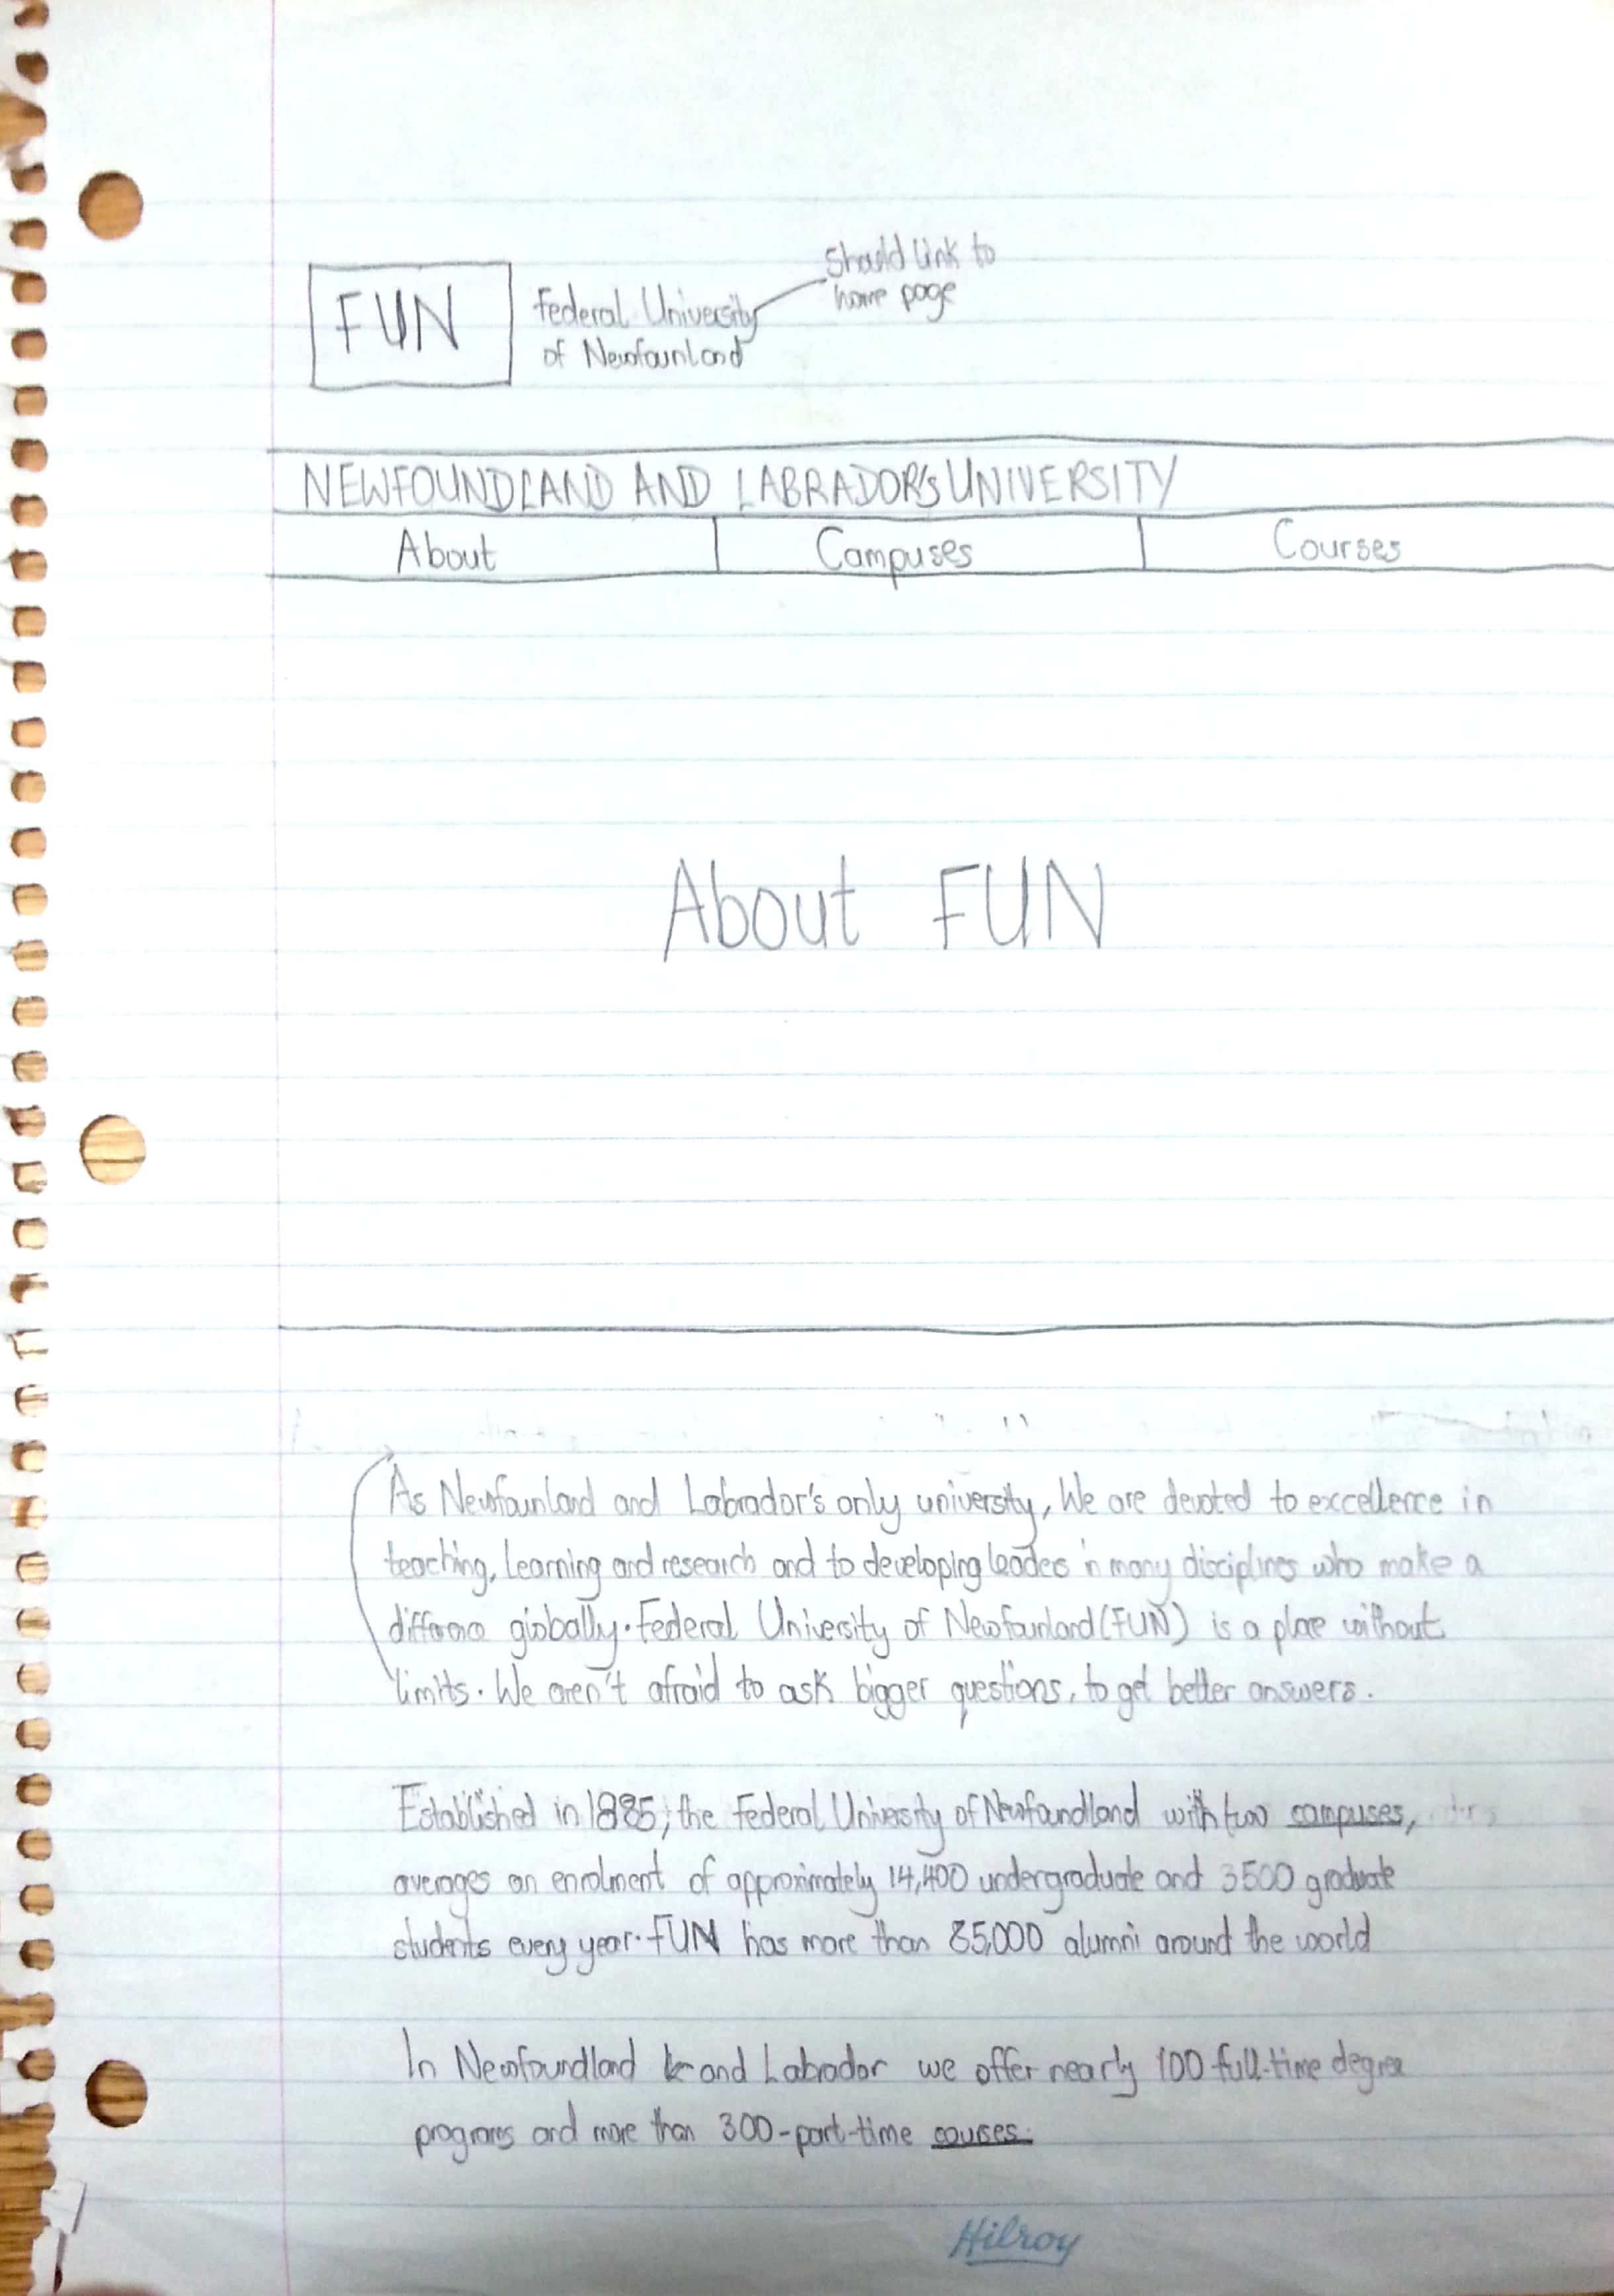 should link to
home page
FUN
Federal University
of Newfounland
NEWFOUNDLAND AND LABRADOR'S UNIVERSITY
About
Campuses
Courses
About FUN
As Newfounland and Labrador's only university, We are devoted to excellence in
teaching, learning and research and to developing leaders in many disciplines who make a
difference globally. Federal University of Newfounland (FUN) is a place without
limits. We aren't afraid to ask bigger questions, to get better answers.
Established in 1885, the Federal University of Newfoundland with two campuses,
averages an enrolment of approximately 14,400 undergraduate and 3500 graduate
students every year. FUN has more than 85,000 alumni around the world
In Newfoundland and Labrador we offer nearly 100 full-time degree
programs and more than 300-part-time courses.
Hilroy